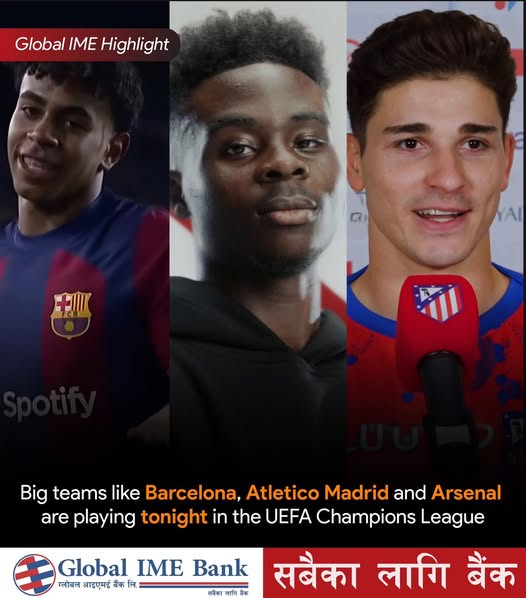 Global IME Highlight
FCB
Spotify
Big teams like Barcelona, Atletico Madrid and Arsenal
are playing tonight in the UEFA Champions League
Global IME Bank
ग्लोबल आइएमई बैंक लि.
सबैका लागि बैंक
सबैका लागि बैंक